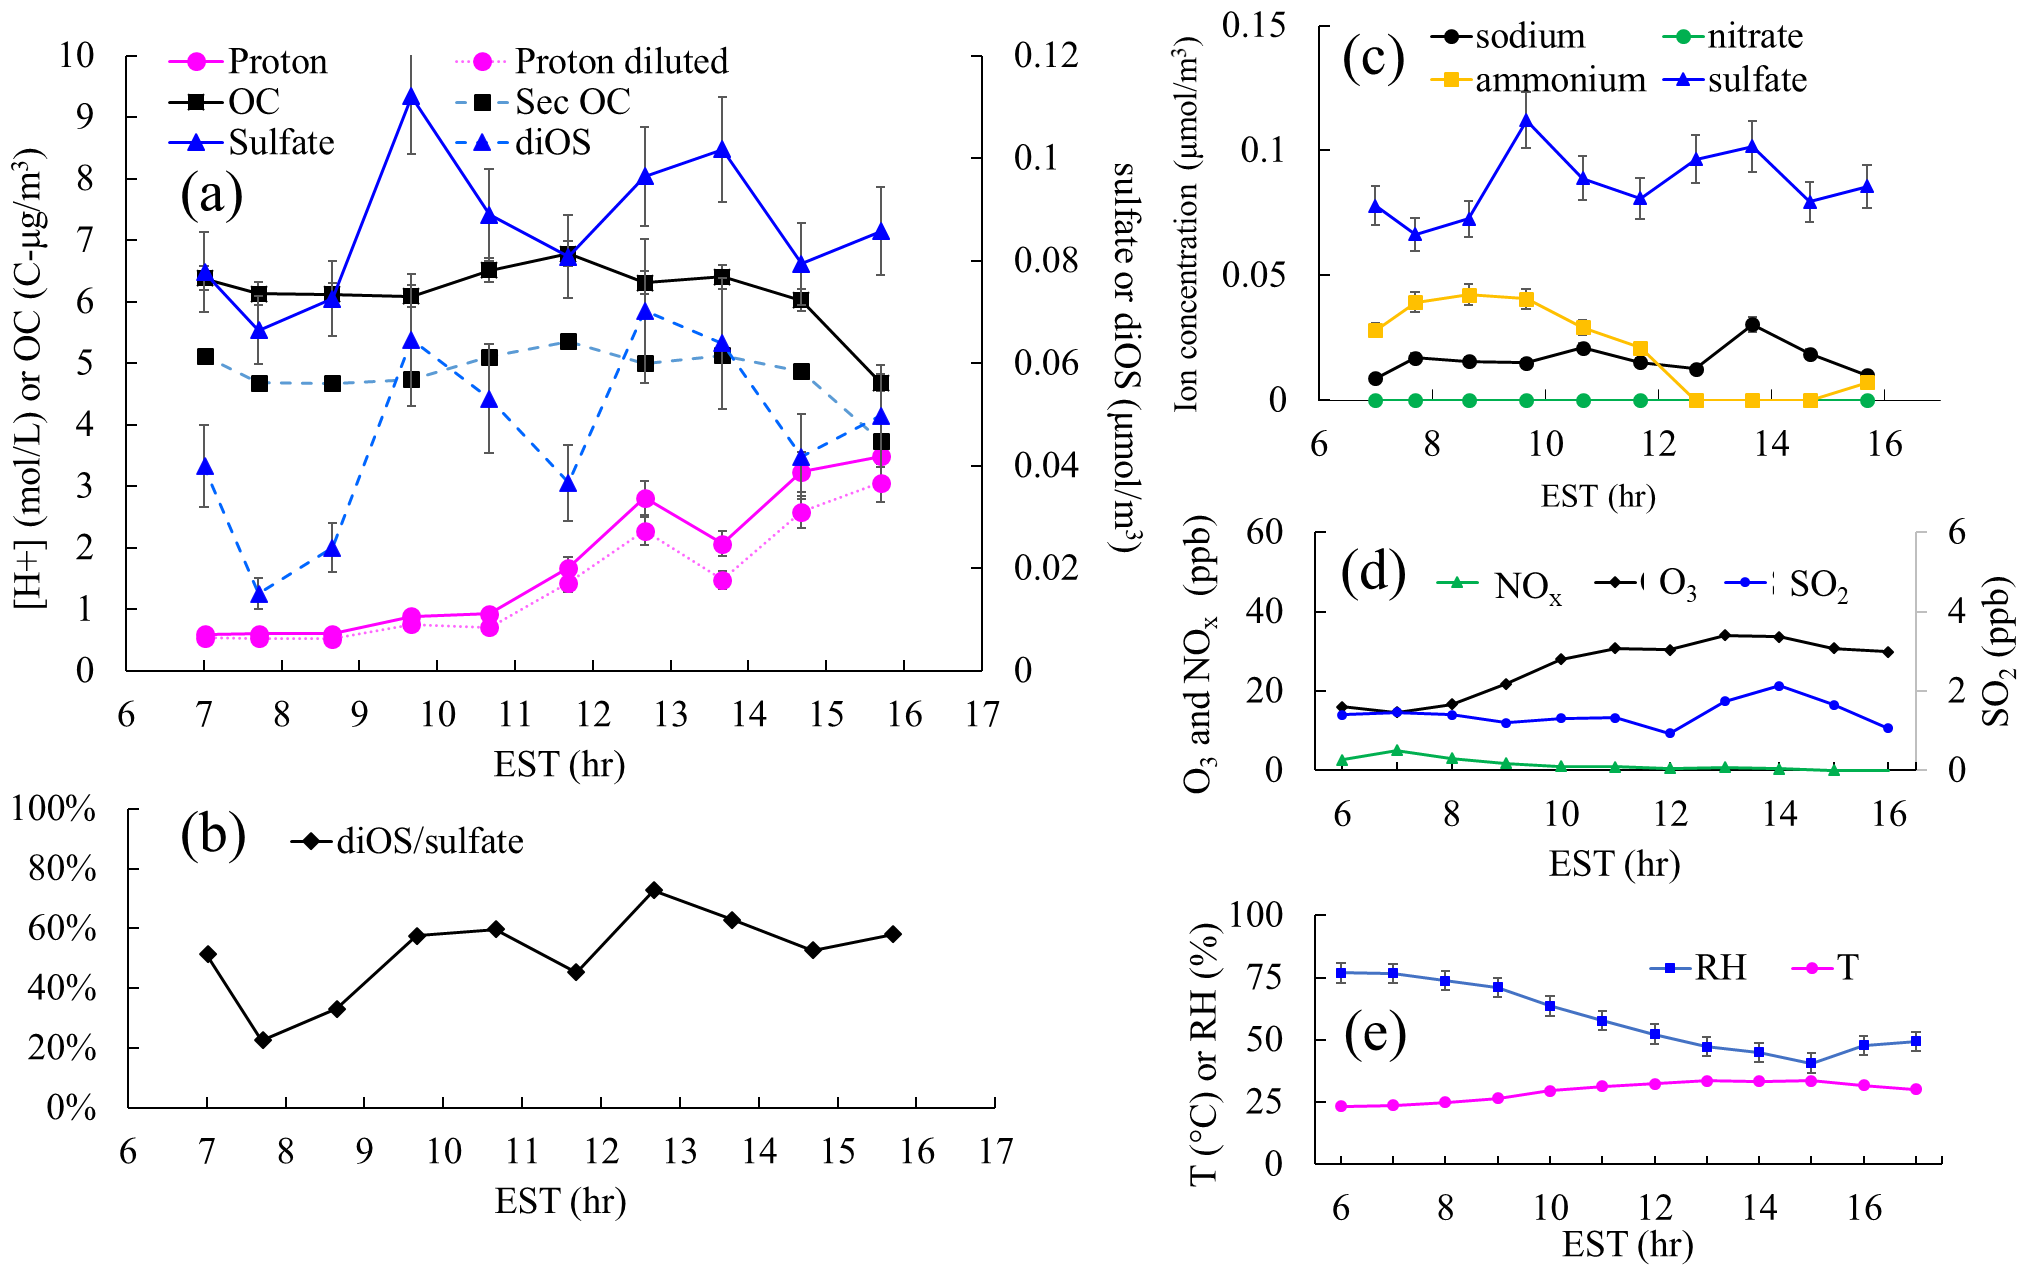 (a)
Proton
Proton diluted
OC
Sec OC
Sulfate
diOS
10
9
8
7
6
5
4
3
2
1
0
[H+] (mol/L) or OC (C-μg/m³)
0.12
0.1
0.08
0.06
0.04
0.02
0
sulfate or diOS (μmol/m³)
6 7 8 9 10 11 12 13 14 15 16 17
EST (hr)
(b)
diOS/sulfate
100%
80%
60%
40%
20%
0%
6 7 8 9 10 11 12 13 14 15 16 17
EST (hr)
(c)
sodium
nitrate
ammonium
sulfate
0.15
0.1
0.05
0
Ion concentration (μmol/m³)
6 8 10 12 14 16
EST (hr)
(d)
NOx
O3
SO2
60
40
20
0
O3 and NOx (ppb)
6
4
2
0
SO2 (ppb)
6 8 10 12 14 16
EST (hr)
(e)
RH
T
100
75
50
25
0
T (°C) or RH (%)
6 8 10 12 14 16
EST (hr)